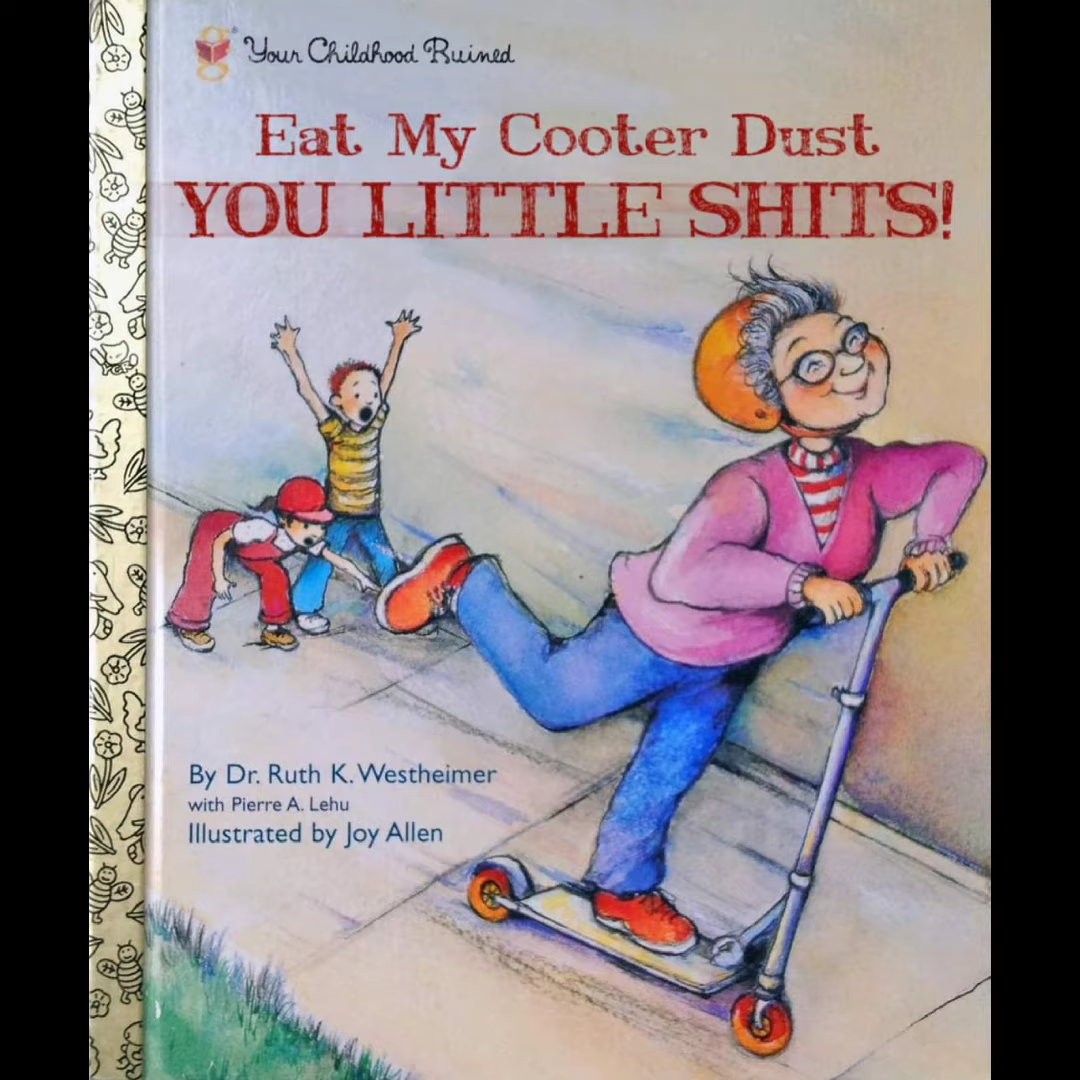 Your Childhood Ruined
Eat My Cooter Dust
YOU LITTLE SHITS!
By Dr. Ruth K. Westheimer
with Pierre A. Lehu
Illustrated by Joy Allen